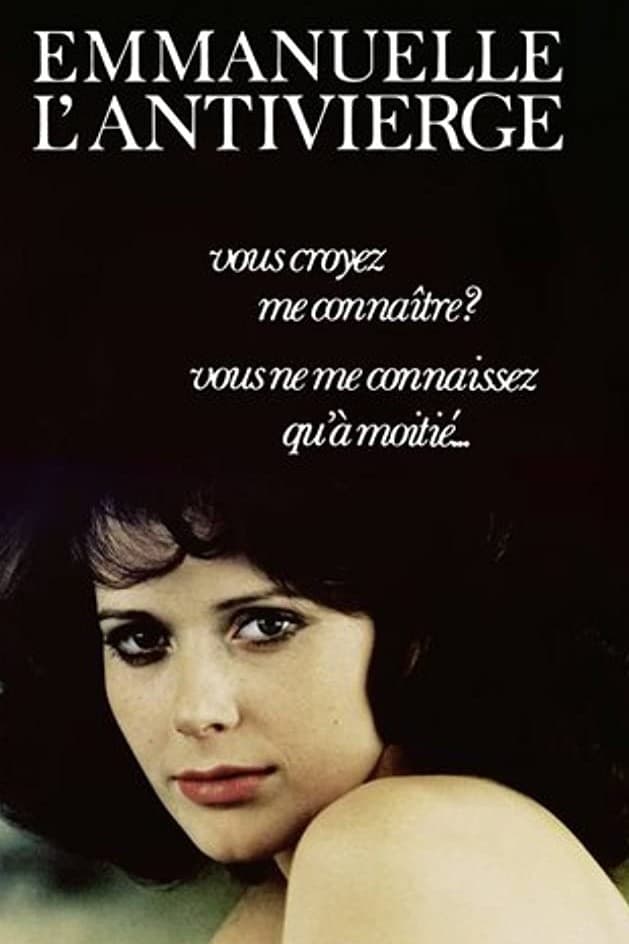 EMMANUELLE
L'ANTIVIERGE
vous croyez
me connaître?
vous ne me connaissez
qu'à moitié...